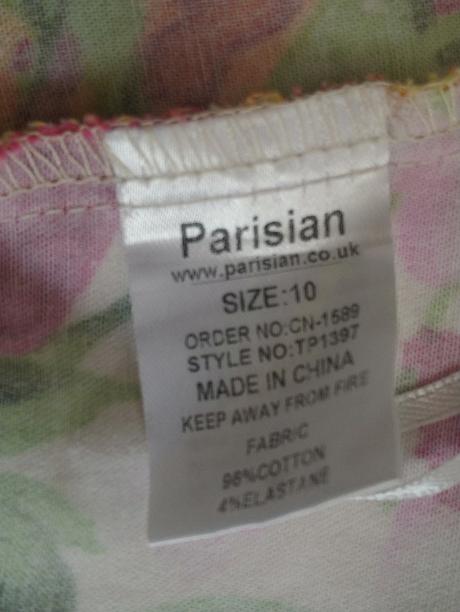 Parisian
www.parisian.co.uk
SIZE:10
ORDER NO:CN-1589
STYLE NO:TP1397
MADE IN CHINA
KEEP AWAY FROM FIRE
FABRIC
96%COTTON
4%ELASTANE